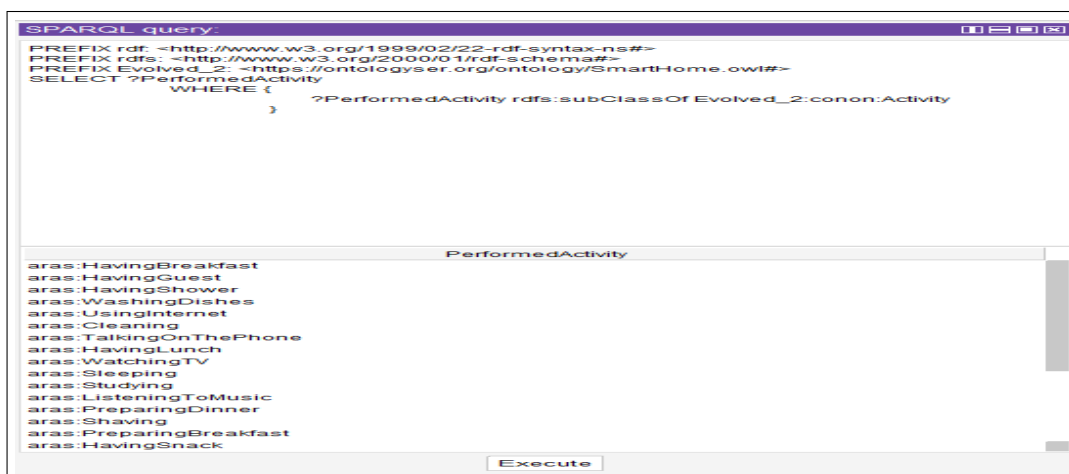 SPARQL query:
PREFIX rdf: <http://www.w3.org/1999/02/22-rdf-syntax-ns#>
PREFIX rdfs: <http://www.w3.org/2000/01/rdf-schema#>
PREFIX Evolved_2: <https://ontologyser.org/ontology/SmartHome.owl#>
SELECT ?PerformedActivity
WHERE {
?PerformedActivity rdfs:subClassOf Evolved_2:conon:Activity
}
PerformedActivity
aras:HavingBreakfast
aras:HavingGuest
aras:HavingShower
aras:WashingDishes
aras:UsingInternet
aras:Cleaning
aras:TalkingOnThePhone
aras:HavingLunch
aras:WatchingTV
aras:Sleeping
aras:Studying
aras:ListeningToMusic
aras:PreparingDinner
aras:Shaving
aras:PreparingBreakfast
aras:HavingSnack
Execute